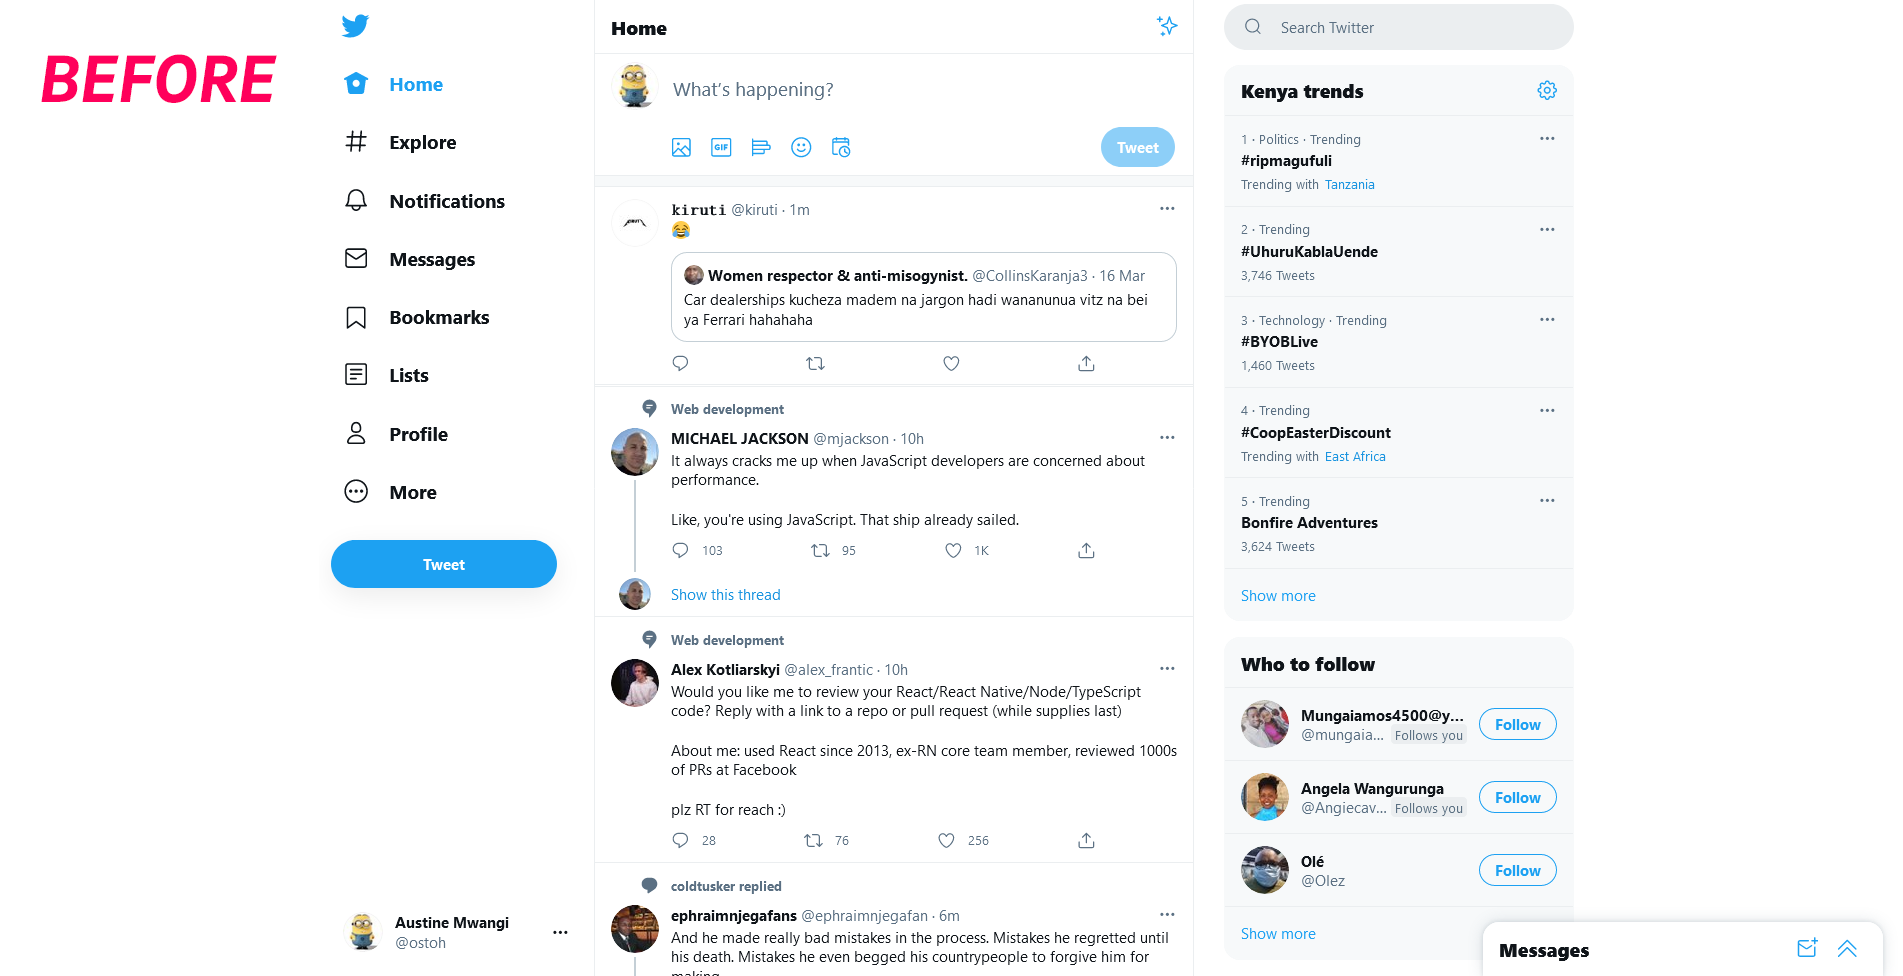 BEFORE
Home
Explore
Notifications
Messages
Bookmarks
Lists
Profile
More
Tweet
Austine Mwangi
@ostoh
Home
What's happening?
GIF
Tweet
kiruti @kiruti · 1m
😂
Women respector & anti-misogynist. @CollinsKaranja3 · 16 Mar
Car dealerships kucheza madem na jargon hadi wananunua vitz na bei
ya Ferrari hahahaha
Web development
MICHAEL JACKSON @mjackson · 10h
It always cracks me up when JavaScript developers are concerned about
performance.
Like, you're using JavaScript. That ship already sailed.
103 95 1K
Show this thread
Web development
Alex Kotliarskyi @alex_frantic · 10h
Would you like me to review your React/React Native/Node/TypeScript
code? Reply with a link to a repo or pull request (while supplies last)
About me: used React since 2013, ex-RN core team member, reviewed 1000s
of PRs at Facebook
plz RT for reach :)
28 76 256
coldtusker replied
ephraimnjegafans @ephraimnjegafan · 6m
And he made really bad mistakes in the process. Mistakes he regretted until
his death. Mistakes he even begged his countrypeople to forgive him for
making
Search Twitter
Kenya trends
1 · Politics · Trending
#ripmagufuli
Trending with Tanzania
2 · Trending
#UhuruKablaUende
3,746 Tweets
3 · Technology · Trending
#BYOBLive
1,460 Tweets
4 · Trending
#CoopEasterDiscount
Trending with East Africa
5 · Trending
Bonfire Adventures
3,624 Tweets
Show more
Who to follow
Mungaiamos4500@y...
@mungaia... Follows you
Follow
Angela Wangurunga
@Angiecav... Follows you
Follow
Olé
@Olez
Follow
Show more
Messages